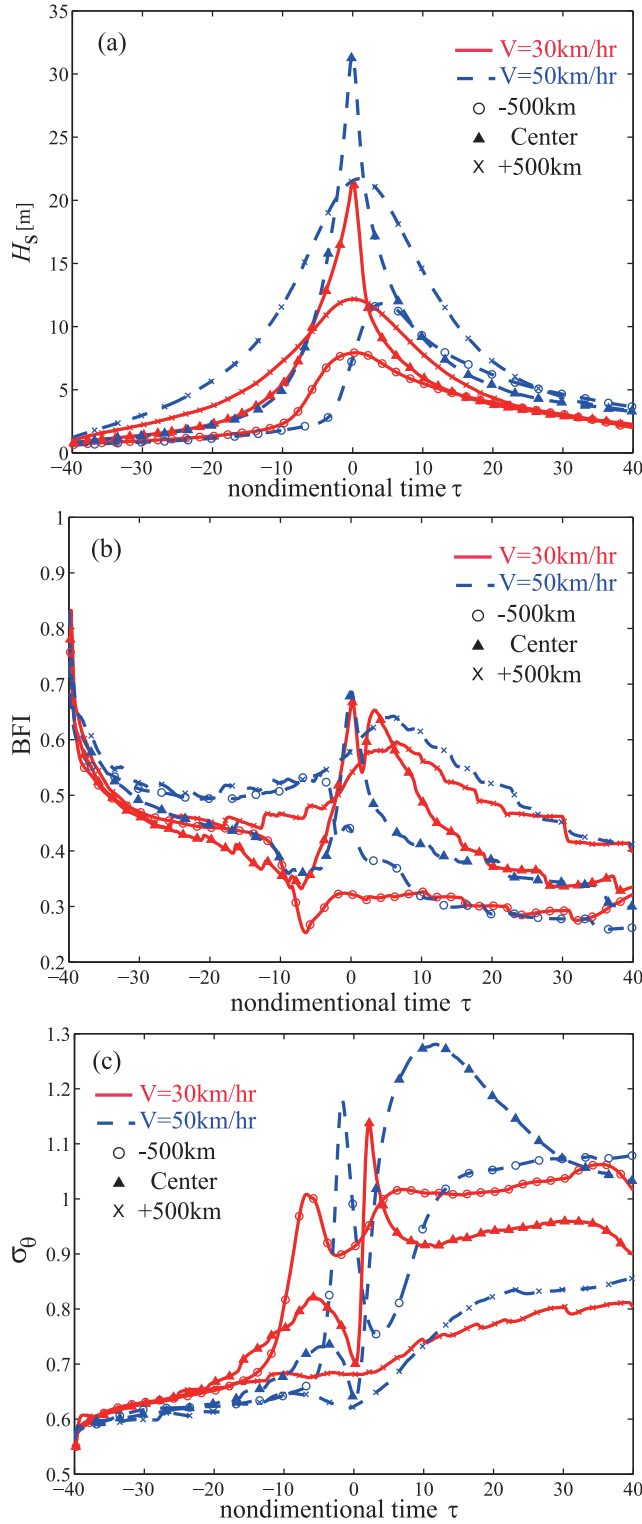 (a)
V=30km/hr
V=50km/hr
-500km
Center
+500km
35
30
25
20
15
10
5
0
Hs [m]
−40 −30 −20 −10 0 10 20 30 40
nondimentional time τ
(b)
V=30km/hr
V=50km/hr
-500km
Center
+500km
1
0.9
0.8
0.7
0.6
0.5
0.4
0.3
0.2
BFI
−40 −30 −20 −10 0 10 20 30 40
nondimentional time τ
(c)
V=30km/hr
V=50km/hr
-500km
Center
+500km
1.3
1.2
1.1
1
0.9
0.8
0.7
0.6
0.5
σθ
−40 −30 −20 −10 0 10 20 30 40
nondimentional time τ